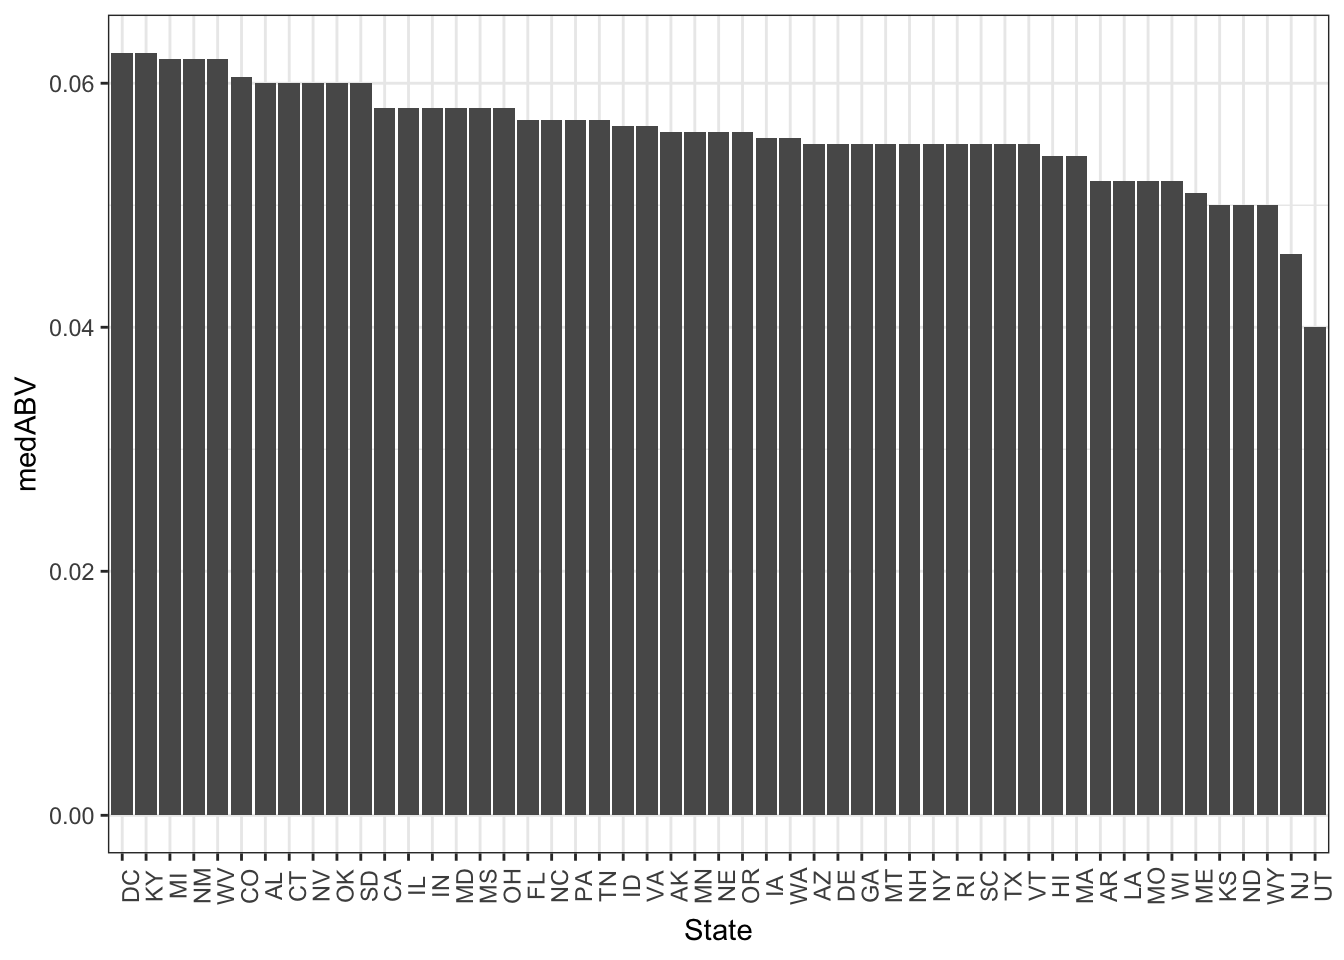 0.06
0.04
0.02
0.00
medABV
DC KY MI NM WV CO AL CT NV OK SD CA IL IN MD MS OH FL NC PA TN ID VA AK MN NE OR IA WA AZ DE GA MT NH NY RI SC TX VT HI MA AR LA MO WI ME KS ND WY NJ UT
State